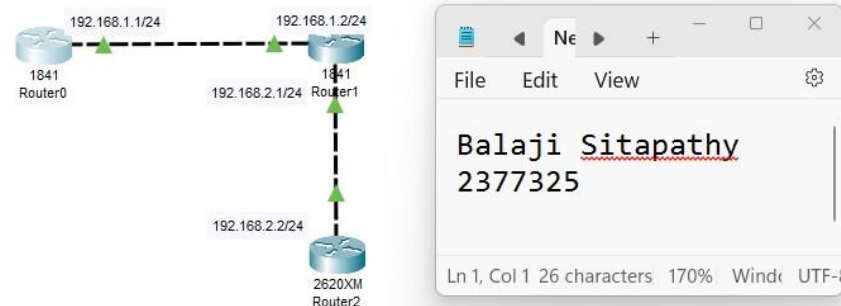 192.168.1.1/24
192.168.1.2/24
1841
Router0
1841
Router1
192.168.2.1/24
192.168.2.2/24
2620XM
Router2
Ne
File Edit View
Balaji Sitapathy
2377325
Ln 1, Col 1 26 characters 170% Windo UTF-8